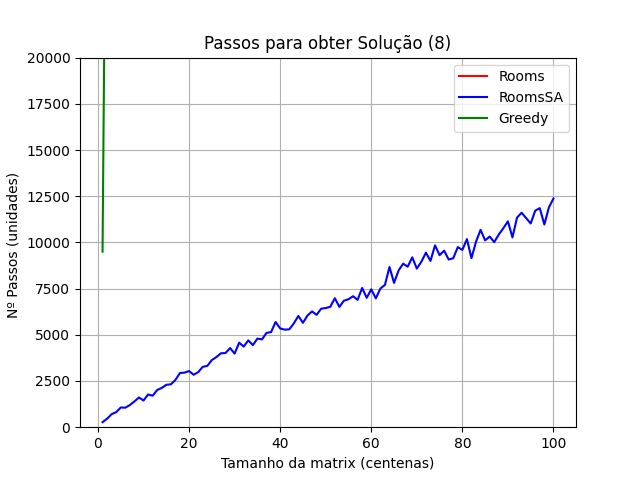 Passos para obter Solução (8)
20000
17500
15000
12500
10000
7500
5000
2500
0
Nº Passos (unidades)
Rooms
RoomsSA
Greedy
0 20 40 60 80 100
Tamanho da matrix (centenas)